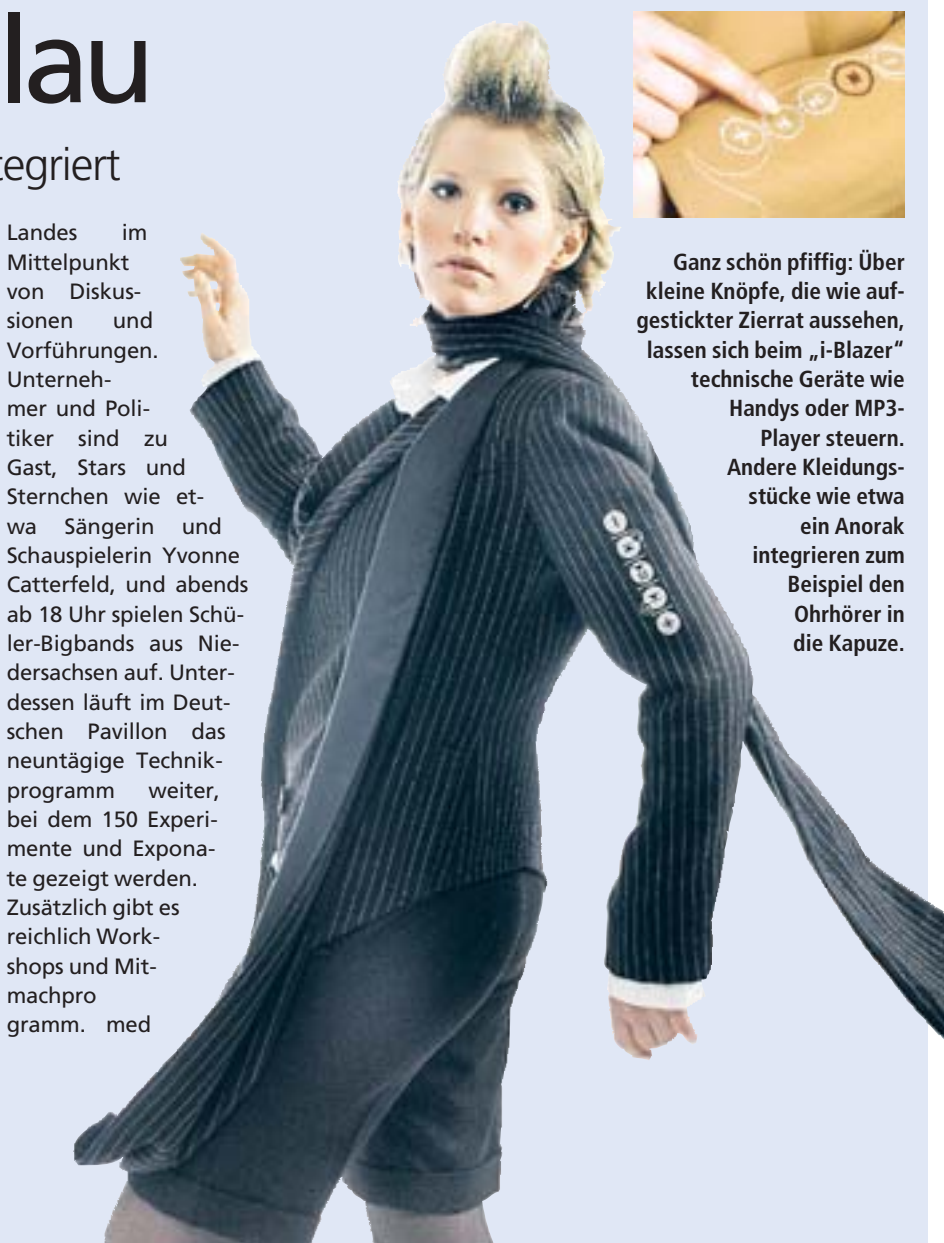 lau
tegriert
Landes im
Mittelpunkt
von Diskus-
sionen und
Vorführungen.
Unterneh-
mer und Poli-
tiker sind zu
Gast, Stars und
Sternchen wie et-
wa Sängerin und
Schauspielerin Yvonne
Catterfeld, und abends
ab 18 Uhr spielen Schü-
ler-Bigbands aus Nie-
dersachsen auf. Unter-
dessen läuft im Deut-
schen Pavillon das
neuntägige Technik-
programm weiter,
bei dem 150 Experi-
mente und Expona-
te gezeigt werden.
Zusätzlich gibt es
reichlich Work-
shops und Mit-
machpro
gramm. med
Ganz schön pfiffig: Über
kleine Knöpfe, die wie auf-
gestickter Zierrat aussehen,
lassen sich beim „i-Blazer“
technische Geräte wie
Handys oder MP3-
Player steuern.
Andere Kleidungs-
stücke wie etwa
ein Anorak
integrieren zum
Beispiel den
Ohrhörer in
die Kapuze.